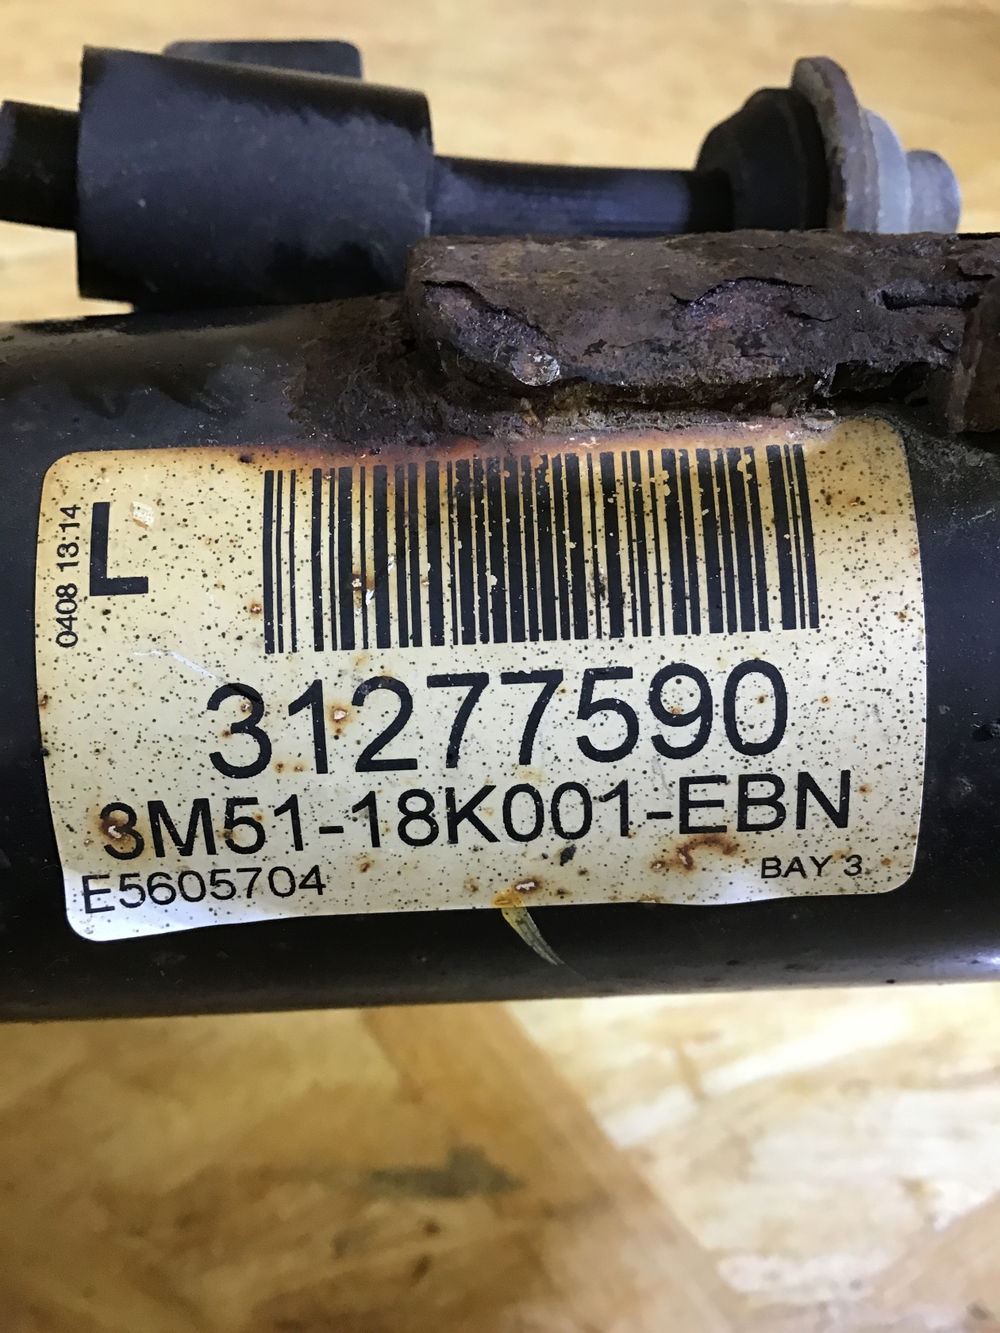 0408 13:14
L
31277590
3M51-18K001-EBN
E5605704
BAY 3